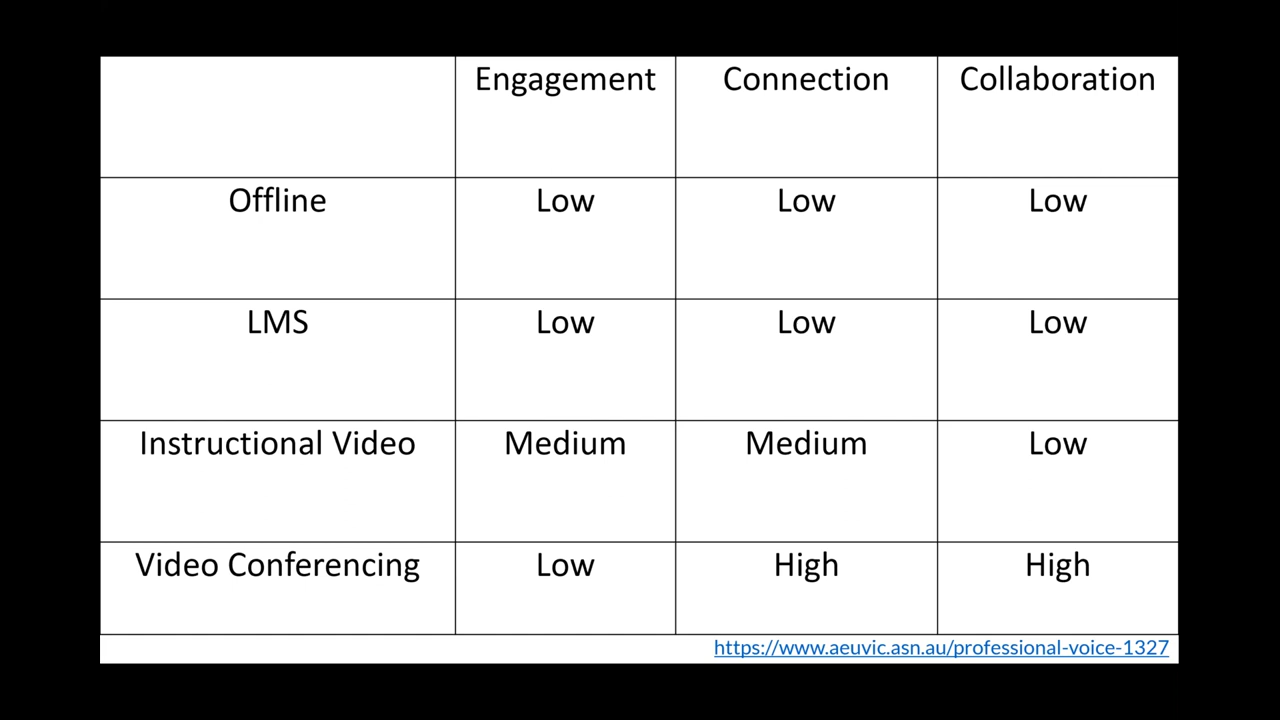 Engagement Connection Collaboration
Offline Low Low Low
LMS Low Low Low
Instructional Video Medium Medium Low
Video Conferencing Low High High
https://www.aeuvic.asn.au/professional-voice-1327